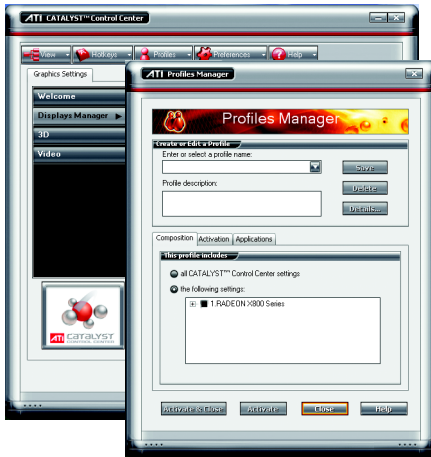 ATI CATALYST™ Control Center
View Hotkeys Profiles Preferences Help
Graphics Settings
Welcome
Displays Manager
3D
Video
ATI CATALYST
CONTROL CENTER
ATI Profiles Manager
Profiles Manager
Create or Edit a Profile
Enter or select a profile name:
Save
Profile description:
Delete
Details...
Composition Activation Applications
This profile includes
all CATALYST™ Control Center settings
the following settings:
1.RADEON X800 Series
Activate & Close Activate Close Help